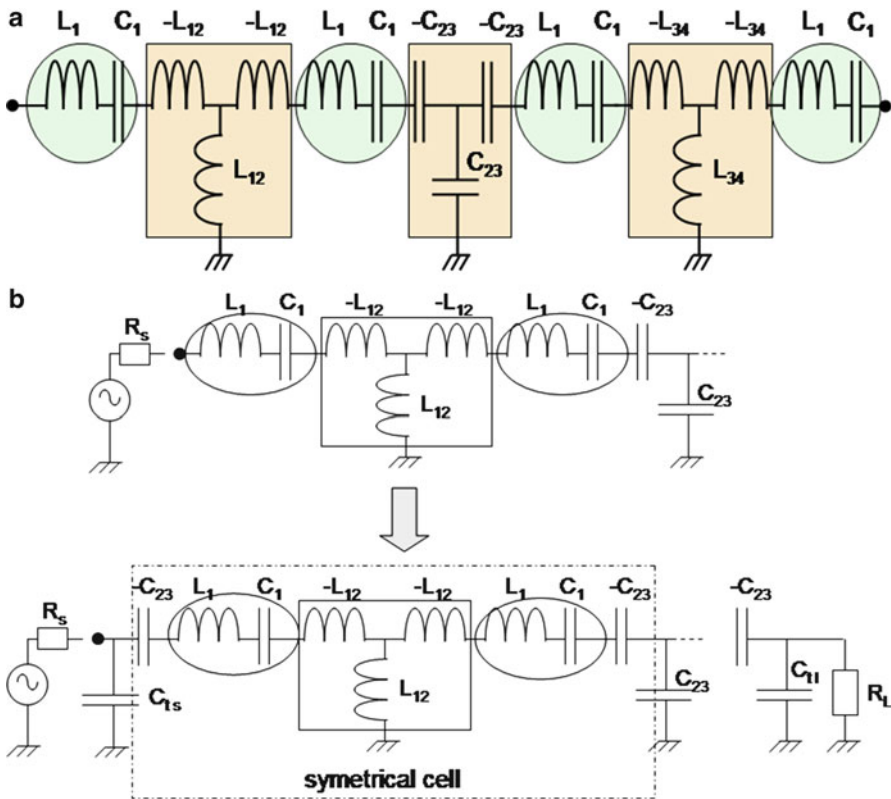 a
L1 C1 -L12 -L12 L1 C1 -C23 -C23 L1 C1 -L34 -L34 L1 C1
L12 C23 L34
b
L1 C1 -L12 -L12 L1 C1 -C23
Rs
L12 C23
-C23 L1 C1 -L12 -L12 L1 C1 -C23 -C23
Rs
Cts L12 C23 Ctl RL
symetrical cell